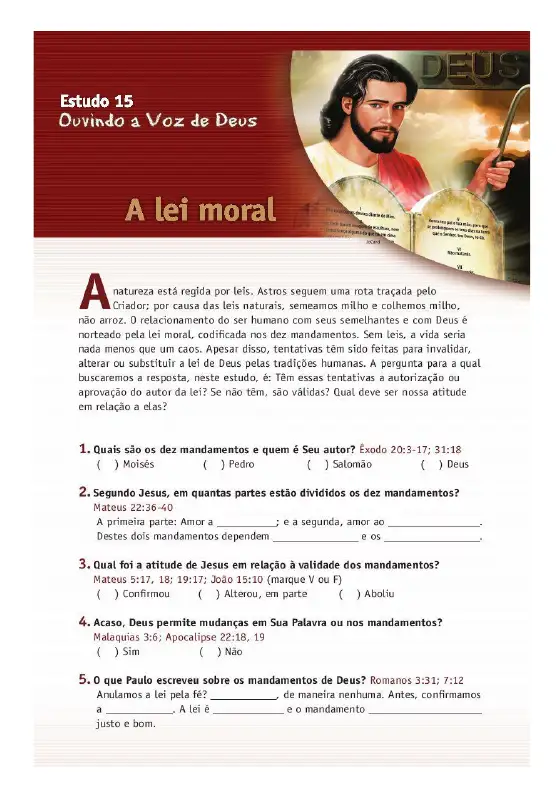 DEUS
Estudo 15
Ouvindo a Voz de Deus
A lei moral
I
V
VI
VII
A natureza está regida por leis. Astros seguem uma rota traçada pelo
Criador; por causa das leis naturais, semeamos milho e colhemos milho,
não arroz. O relacionamento do ser humano com seus semelhantes e com Deus é
norteado pela lei moral, codificada nos dez mandamentos. Sem leis, a vida seria
nada menos que um caos. Apesar disso, tentativas têm sido feitas para invalidar,
alterar ou substituir a lei de Deus pelas tradições humanas. A pergunta para a qual
buscaremos a resposta, neste estudo, é: Têm essas tentativas a autorização ou
aprovação do autor da lei? Se não têm, são válidas? Qual deve ser nossa atitude
em relação a elas?
1. Quais são os dez mandamentos e quem é Seu autor? Êxodo 20:3-17; 31:18
( ) Moisés ( ) Pedro ( ) Salomão ( ) Deus
2. Segundo Jesus, em quantas partes estão divididos os dez mandamentos?
Mateus 22:36-40
A primeira parte: Amor a __________; e a segunda, amor ao ________________.
Destes dois mandamentos dependem _______________ e os ________________.
3. Qual foi a atitude de Jesus em relação à validade dos mandamentos?
Mateus 5:17, 18; 19:17; João 15:10 (marque V ou F)
( ) Confirmou ( ) Alterou, em parte ( ) Aboliu
4. Acaso, Deus permite mudanças em Sua Palavra ou nos mandamentos?
Malaquias 3:6; Apocalipse 22:18, 19
( ) Sim ( ) Não
5. O que Paulo escreveu sobre os mandamentos de Deus? Romanos 3:31; 7:12
Anulamos a lei pela fé? ___________, de maneira nenhuma. Antes, confirmamos
a ___________. A lei é ____________ e o mandamento ___________________
justo e bom.